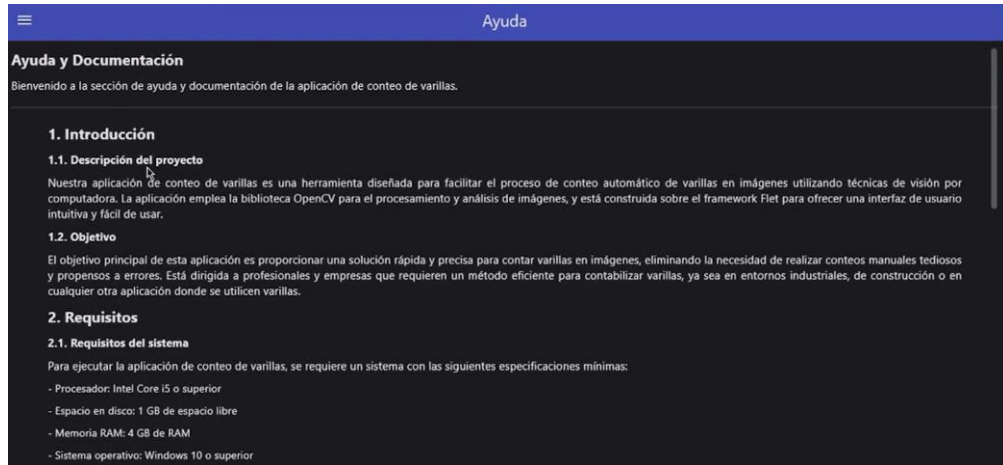 Ayuda
Ayuda y Documentación
Bienvenido a la sección de ayuda y documentación de la aplicación de conteo de varillas.
1. Introducción
1.1. Descripción del proyecto
Nuestra aplicación de conteo de varillas es una herramienta diseñada para facilitar el proceso de conteo automático de varillas en imágenes utilizando técnicas de visión por
computadora. La aplicación emplea la biblioteca OpenCV para el procesamiento y análisis de imágenes, y está construida sobre el framework Flet para ofrecer una interfaz de usuario
intuitiva y fácil de usar.
1.2. Objetivo
El objetivo principal de esta aplicación es proporcionar una solución rápida y precisa para contar varillas en imágenes, eliminando la necesidad de realizar conteos manuales tediosos
y propensos a errores. Está dirigida a profesionales y empresas que requieren un método eficiente para contabilizar varillas, ya sea en entornos industriales, de construcción o en
cualquier otra aplicación donde se utilicen varillas.
2. Requisitos
2.1. Requisitos del sistema
Para ejecutar la aplicación de conteo de varillas, se requiere un sistema con las siguientes especificaciones mínimas:
- Procesador: Intel Core i5 o superior
- Espacio en disco: 1 GB de espacio libre
- Memoria RAM: 4 GB de RAM
- Sistema operativo: Windows 10 o superior